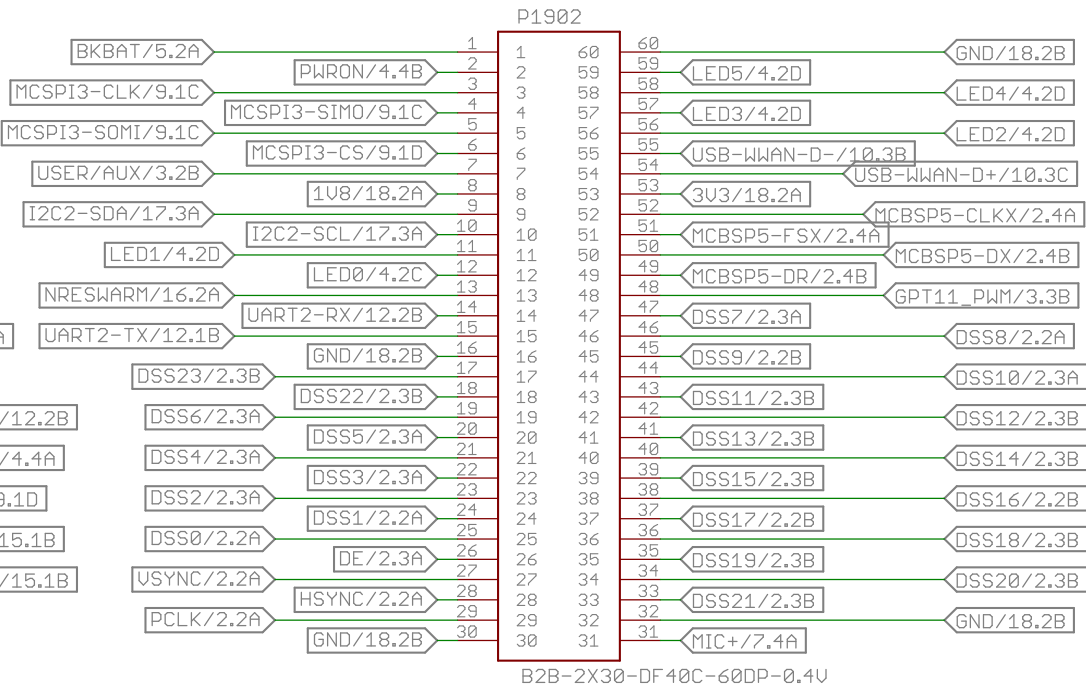 P1902
1 1 60 60
BKBAT/5.2A GND/18.2B
2 2 59 59
PWRON/4.4B LED5/4.2D
3 3 58 58
MCSPI3-CLK/9.1C LED4/4.2D
4 4 57 57
MCSPI3-SIMO/9.1C LED3/4.2D
5 5 56 56
MCSPI3-SOMI/9.1C LED2/4.2D
6 6 55 55
MCSPI3-CS/9.1D USB-WWAN-D-/10.3B
7 7 54 54
USER/AUX/3.2B USB-WWAN-D+/10.3C
8 8 53 53
1V8/18.2A 3V3/18.2A
9 9 52 52
I2C2-SDA/17.3A MCBSP5-CLKX/2.4A
10 10 51 51
I2C2-SCL/17.3A MCBSP5-FSX/2.4A
11 11 50 50
LED1/4.2D MCBSP5-DX/2.4B
12 12 49 49
LED0/4.2C MCBSP5-DR/2.4B
13 13 48 48
NRESWARM/16.2A GPT11_PWM/3.3B
14 14 47 47
UART2-RX/12.2B DSS7/2.3A
15 15 46 46
A UART2-TX/12.1B DSS8/2.2A
16 16 45 45
GND/18.2B DSS9/2.2B
17 17 44 44
DSS23/2.3B DSS10/2.3A
18 18 43 43
DSS22/2.3B DSS11/2.3B
19 19 42 42
/12.2B DSS6/2.3A DSS12/2.3B
20 20 41 41
DSS5/2.3A DSS13/2.3B
21 21 40 40
/4.4A DSS4/2.3A DSS14/2.3B
22 22 39 39
DSS3/2.3A DSS15/2.3B
23 23 38 38
9.1D DSS2/2.3A DSS16/2.2B
24 24 37 37
DSS1/2.2A DSS17/2.2B
25 25 36 36
15.1B DSS0/2.2A DSS18/2.3B
26 26 35 35
DE/2.3A DSS19/2.3B
27 27 34 34
/15.1B VSYNC/2.2A DSS20/2.3B
28 28 33 33
HSYNC/2.2A DSS21/2.3B
29 29 32 32
PCLK/2.2A GND/18.2B
30 30 31 31
GND/18.2B MIC+/7.4A
B2B-2X30-DF40C-60DP-0.4V